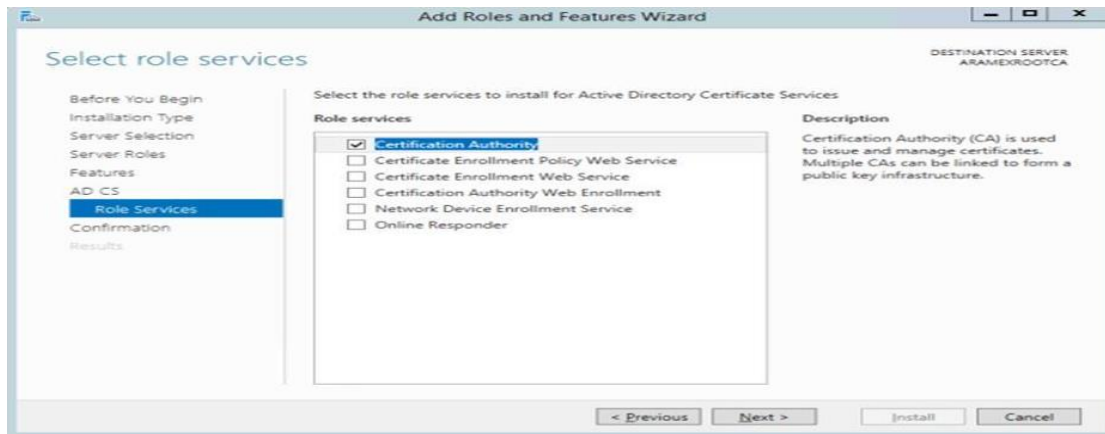 Add Roles and Features Wizard
Select role services
DESTINATION SERVER
ARAMEXROOTCA
Before You Begin
Installation Type
Server Selection
Server Roles
Features
AD CS
Role Services
Confirmation
Results
Select the role services to install for Active Directory Certificate Services
Role services
Certification Authority
Certificate Enrollment Policy Web Service
Certificate Enrollment Web Service
Certification Authority Web Enrollment
Network Device Enrollment Service
Online Responder
Description
Certification Authority (CA) is used
to issue and manage certificates.
Multiple CAs can be linked to form a
public key infrastructure.
< Previous
Next >
Install
Cancel